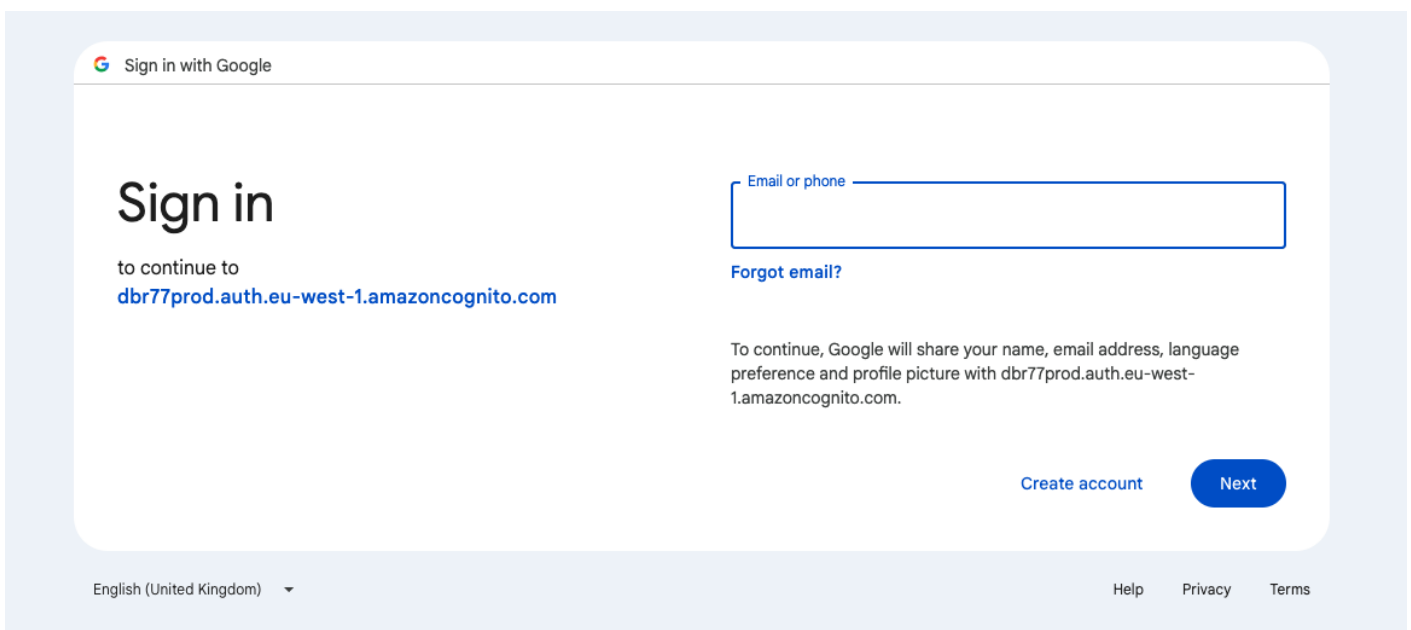 Sign in with Google
Sign in
to continue to
dbr77prod.auth.eu-west-1.amazoncognito.com
Email or phone
Forgot email?
To continue, Google will share your name, email address, language
preference and profile picture with dbr77prod.auth.eu-west-
1.amazoncognito.com.
Create account
Next
English (United Kingdom)
Help Privacy Terms